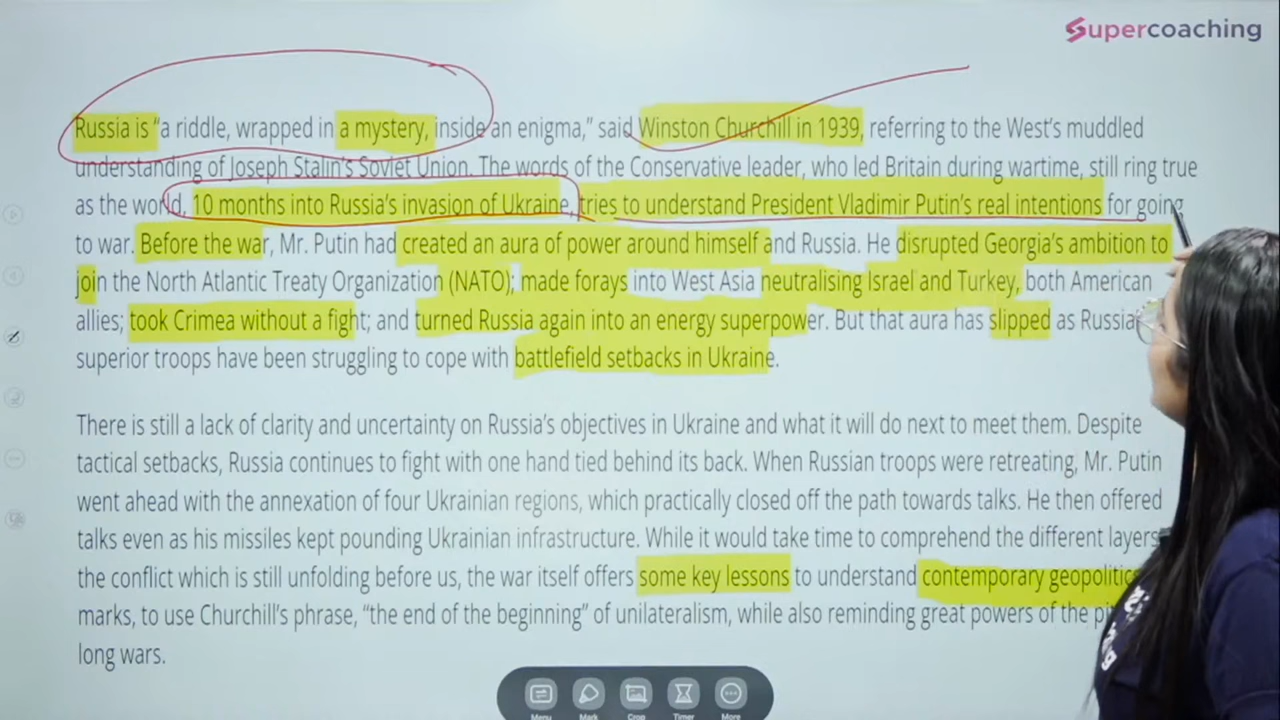 Supercoaching
Russia is “a riddle, wrapped in a mystery, inside an enigma,” said Winston Churchill in 1939, referring to the West’s muddled
understanding of Joseph Stalin’s Soviet Union. The words of the Conservative leader, who led Britain during wartime, still ring true
as the world, 10 months into Russia’s invasion of Ukraine, tries to understand President Vladimir Putin’s real intentions for going
to war. Before the war, Mr. Putin had created an aura of power around himself and Russia. He disrupted Georgia’s ambition to
join the North Atlantic Treaty Organization (NATO); made forays into West Asia neutralising Israel and Turkey, both American
allies; took Crimea without a fight; and turned Russia again into an energy superpower. But that aura has slipped as Russia
superior troops have been struggling to cope with battlefield setbacks in Ukraine.
There is still a lack of clarity and uncertainty on Russia’s objectives in Ukraine and what it will do next to meet them. Despite
tactical setbacks, Russia continues to fight with one hand tied behind its back. When Russian troops were retreating, Mr. Putin
went ahead with the annexation of four Ukrainian regions, which practically closed off the path towards talks. He then offered
talks even as his missiles kept pounding Ukrainian infrastructure. While it would take time to comprehend the different layers
the conflict which is still unfolding before us, the war itself offers some key lessons to understand contemporary
marks, to use Churchill’s phrase, “the end of the beginning” of unilateralism, while also reminding great powers of the
long wars.
Menu Mark Crop Timer More